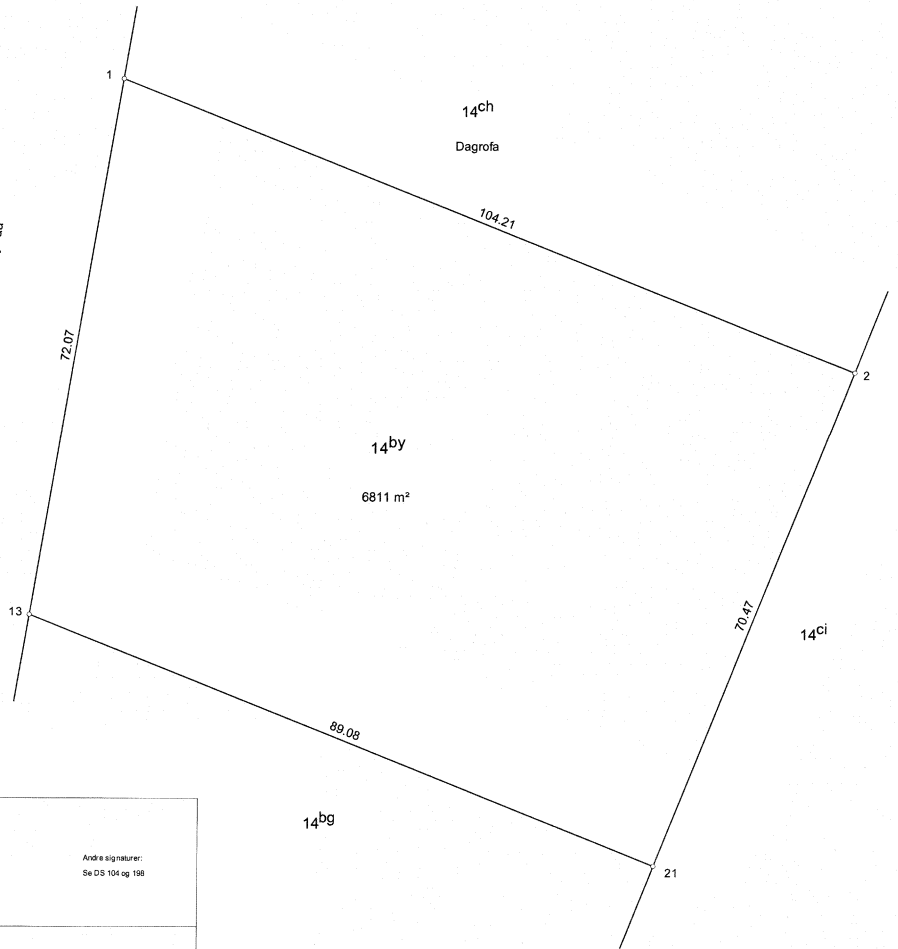 1
14ch
Dagrofa
104.21
72.07
2
14by
6811 m²
13
70.47
14ci
89.08
14bg
Andre signaturer:
Se DS 104 og 198
21